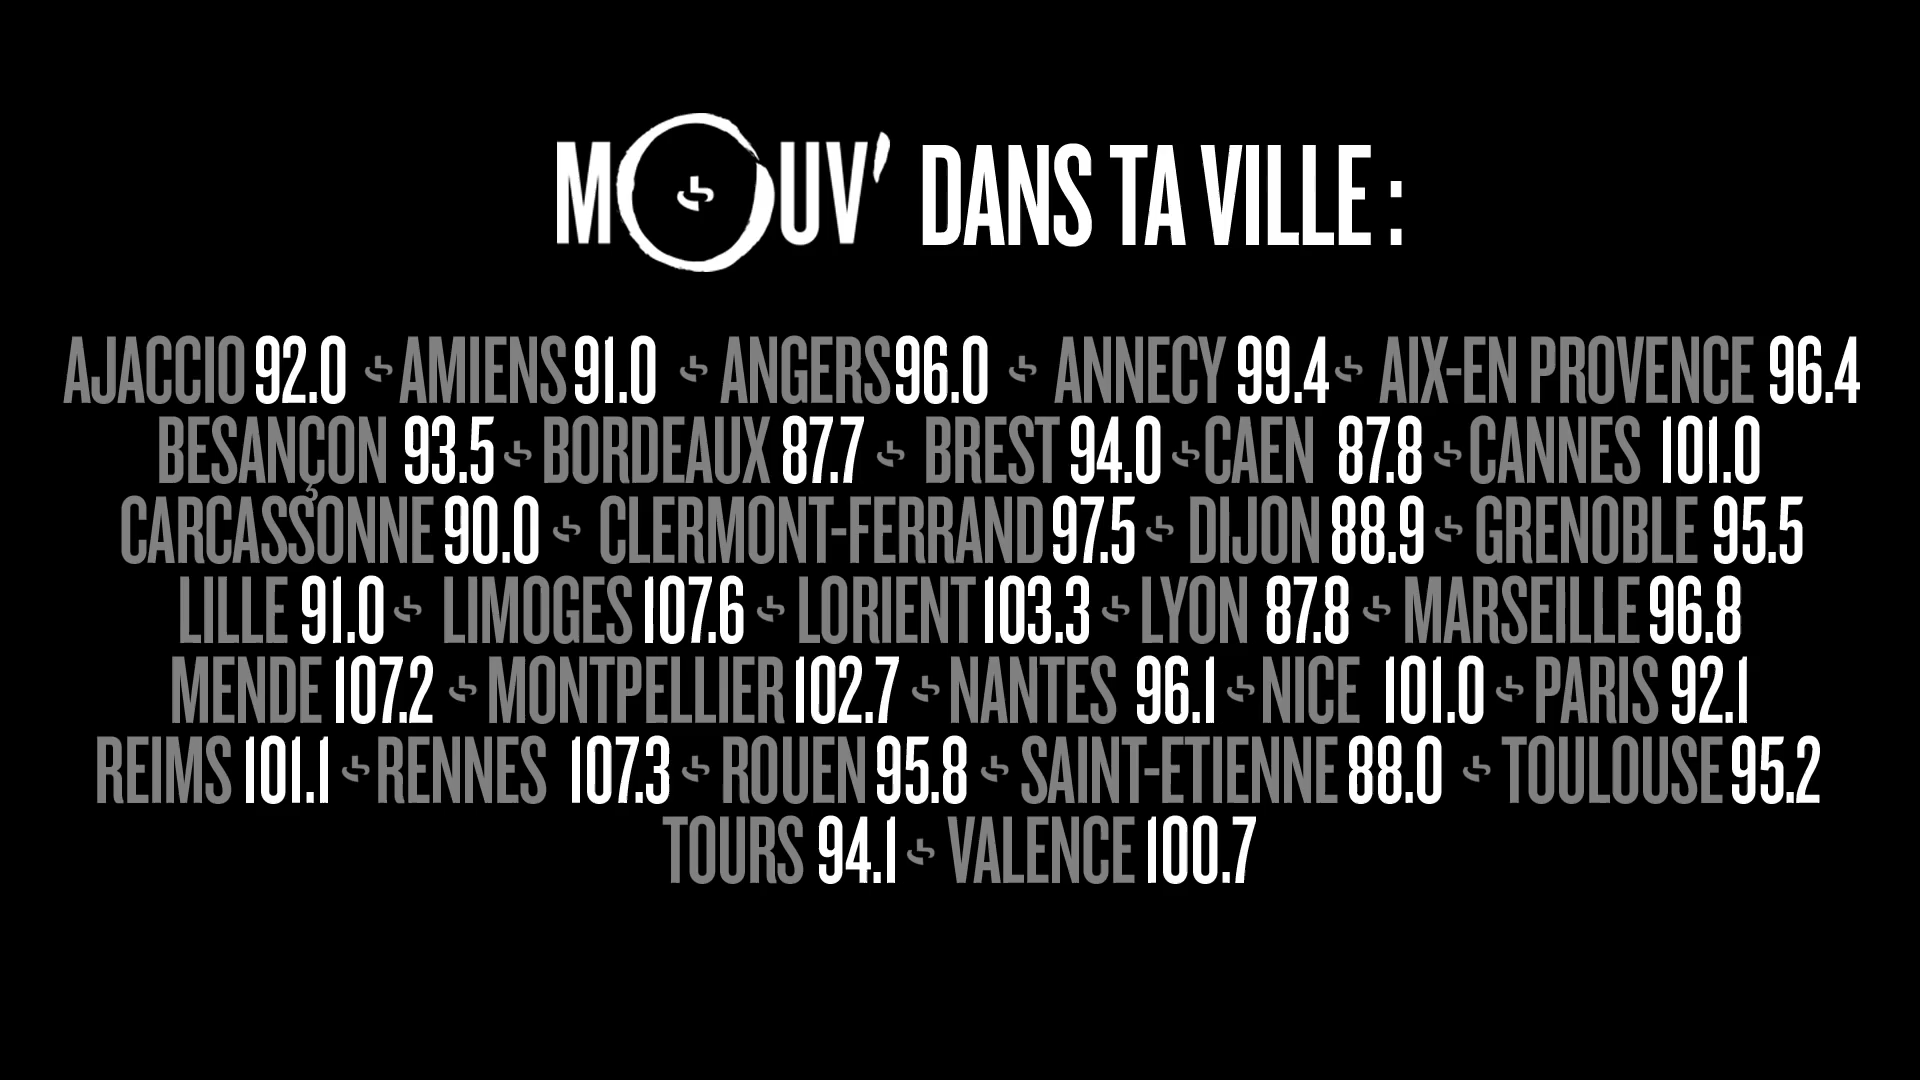 MOUV' DANS TA VILLE :
AJACCIO 92.0 AMIENS 91.0 ANGERS 96.0 ANNECY 99.4 AIX-EN PROVENCE 96.4
BESANÇON 93.5 BORDEAUX 87.7 BREST 94.0 CAEN 87.8 CANNES 101.0
CARCASSONNE 90.0 CLERMONT-FERRAND 97.5 DIJON 88.9 GRENOBLE 95.5
LILLE 91.0 LIMOGES 107.6 LORIENT 103.3 LYON 87.8 MARSEILLE 96.8
MENDE 107.2 MONTPELLIER 102.7 NANTES 96.1 NICE 101.0 PARIS 92.1
REIMS 101.1 RENNES 107.3 ROUEN 95.8 SAINT-ETIENNE 88.0 TOULOUSE 95.2
TOURS 94.1 VALENCE 100.7